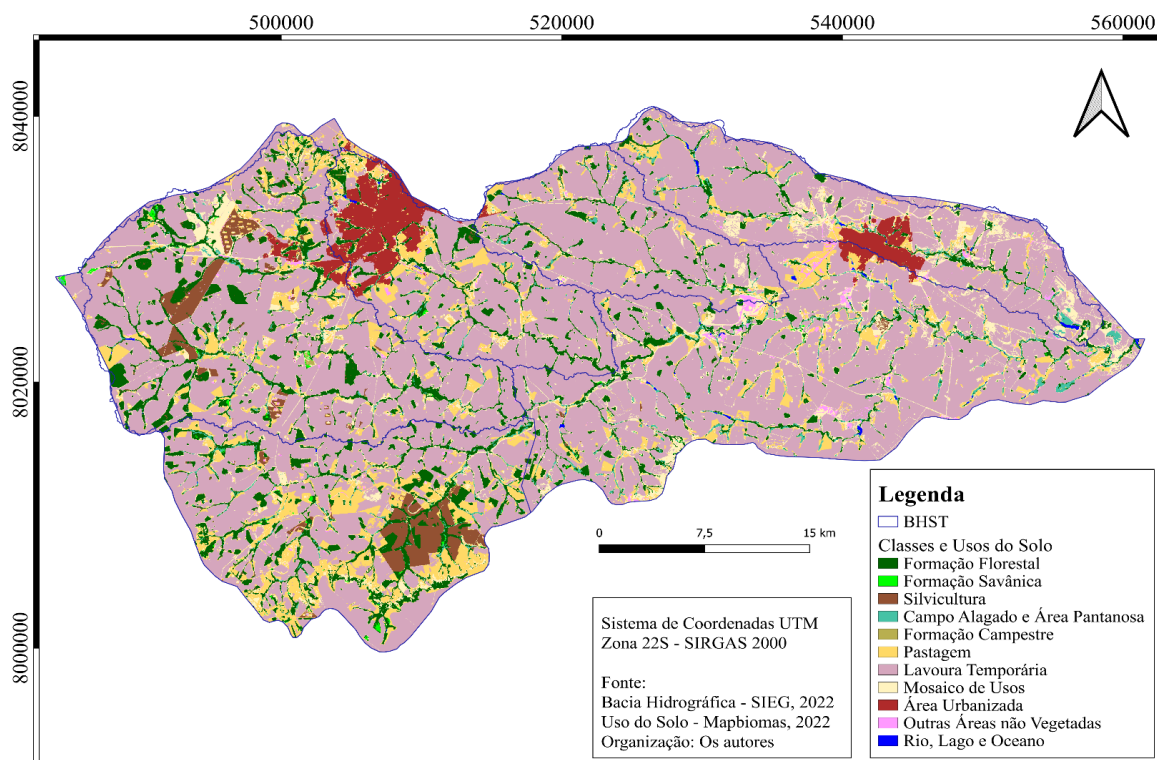 500000
520000
540000
560000
8040000
8020000
8000000
0
7,5
15 km
Sistema de Coordenadas UTM
Zona 22S - SIRGAS 2000
Fonte:
Bacia Hidrográfica - SIEG, 2022
Uso do Solo - Mapbiomas, 2022
Organização: Os autores
Legenda
BHST
Classes e Usos do Solo
Formação Florestal
Formação Savânica
Silvicultura
Campo Alagado e Área Pantanosa
Formação Campestre
Pastagem
Lavoura Temporária
Mosaico de Usos
Área Urbanizada
Outras Áreas não Vegetadas
Rio, Lago e Oceano